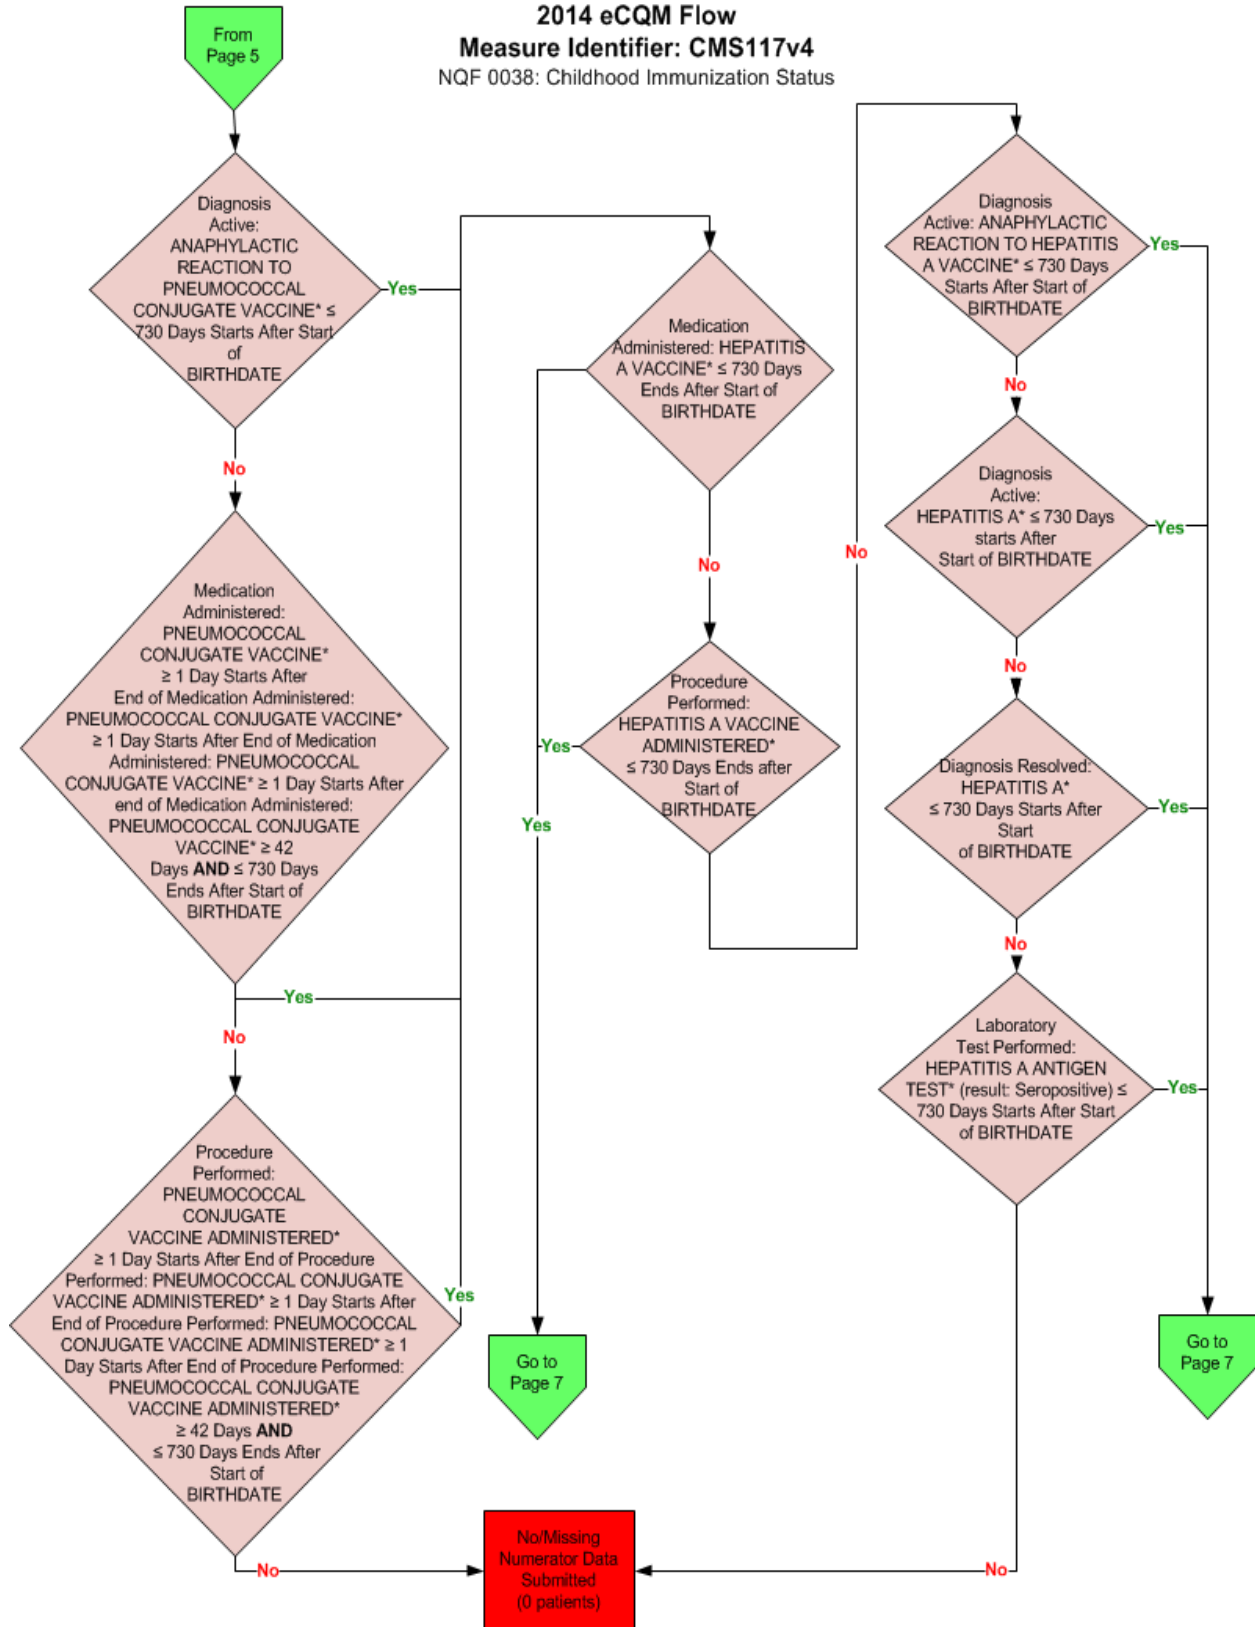 2014 eCQM Flow
Measure Identifier: CMS117v4
NQF 0038: Childhood Immunization Status
From
Page 5
Diagnosis
Active:
ANAPHYLACTIC
REACTION TO
PNEUMOCOCCAL
CONJUGATE VACCINE* ≤
730 Days Starts After Start
of
BIRTHDATE
Yes
No
Medication
Administered:
PNEUMOCOCCAL
CONJUGATE VACCINE*
≥ 1 Day Starts After
End of Medication Administered:
PNEUMOCOCCAL CONJUGATE VACCINE*
≥ 1 Day Starts After End of Medication
Administered: PNEUMOCOCCAL
CONJUGATE VACCINE* ≥ 1 Day Starts After
end of Medication Administered:
PNEUMOCOCCAL CONJUGATE
VACCINE* ≥ 42
Days AND ≤ 730 Days
Ends After Start of
BIRTHDATE
Yes
No
Procedure
Performed:
PNEUMOCOCCAL
CONJUGATE
VACCINE ADMINISTERED*
≥ 1 Day Starts After End of Procedure
Performed: PNEUMOCOCCAL CONJUGATE
VACCINE ADMINISTERED* ≥ 1 Day Starts After
End of Procedure Performed: PNEUMOCOCCAL
CONJUGATE VACCINE ADMINISTERED* ≥ 1
Day Starts After End of Procedure Performed:
PNEUMOCOCCAL CONJUGATE
VACCINE ADMINISTERED*
≥ 42 Days AND
≤ 730 Days Ends After
Start of
BIRTHDATE
Yes
No
Medication
Administered: HEPATITIS
A VACCINE* ≤ 730 Days
Ends After Start of
BIRTHDATE
No
Yes
Procedure
Performed:
HEPATITIS A VACCINE
ADMINISTERED*
≤ 730 Days Ends after
Start of
BIRTHDATE
Yes
No
Go to
Page 7
Diagnosis
Active: ANAPHYLACTIC
REACTION TO HEPATITIS
A VACCINE* ≤ 730 Days
Starts After Start of
BIRTHDATE
Yes
No
Diagnosis
Active:
HEPATITIS A* ≤ 730 Days
starts After
Start of BIRTHDATE
Yes
No
Diagnosis Resolved:
HEPATITIS A*
≤ 730 Days Starts After
Start
of BIRTHDATE
Yes
No
Laboratory
Test Performed:
HEPATITIS A ANTIGEN
TEST* (result: Seropositive) ≤
730 Days Starts After Start
of BIRTHDATE
Yes
No
Go to
Page 7
No/Missing
Numerator Data
Submitted
(0 patients)